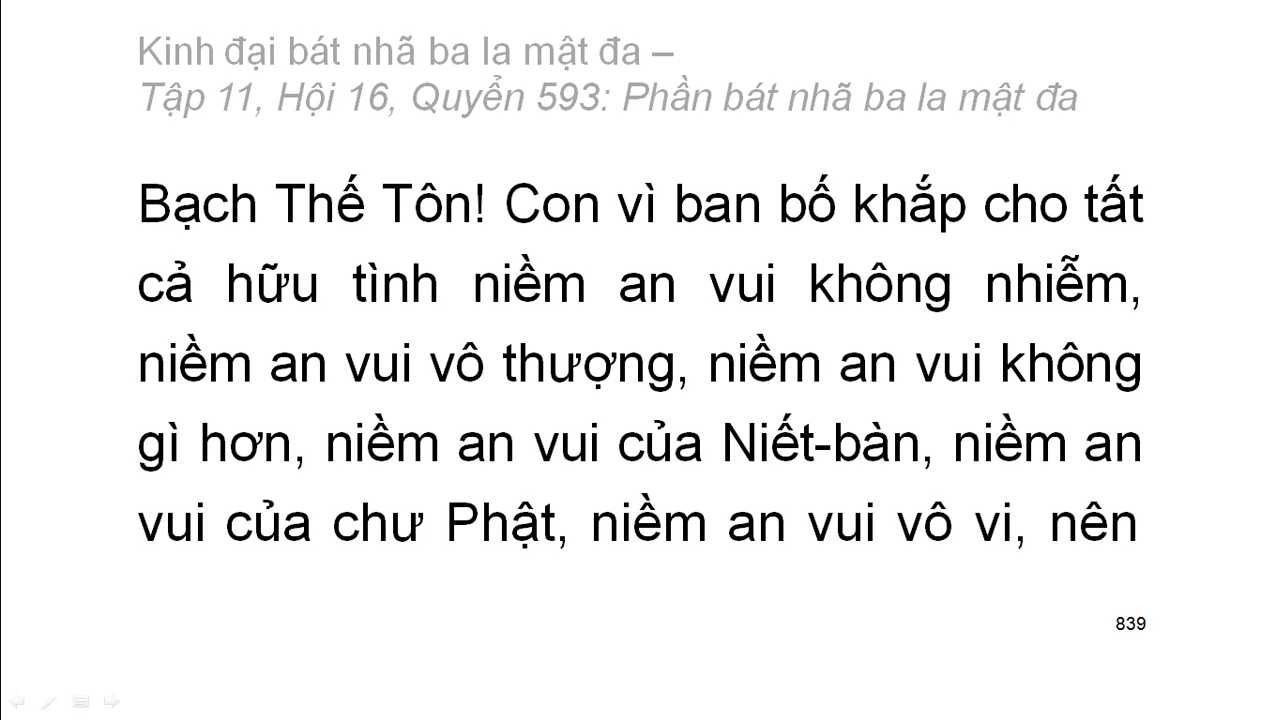 Kinh đại bát nhã ba la mật đa –
Tập 11, Hội 16, Quyển 593: Phần bát nhã ba la mật đa
Bạch Thế Tôn! Con vì ban bố khắp cho tất
cả hữu tình niềm an vui không nhiễm,
niềm an vui vô thượng, niềm an vui không
gì hơn, niềm an vui của Niết-bàn, niềm an
vui của chư Phật, niềm an vui vô vi, nên
839